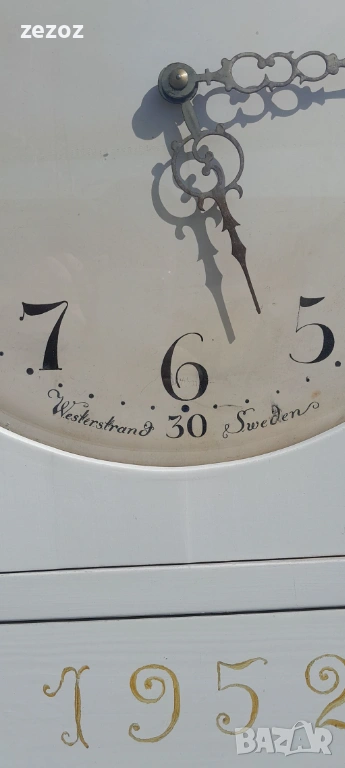 zezoz
7 6 5
Westerstrand 30 Sweden
1952
BAZAR